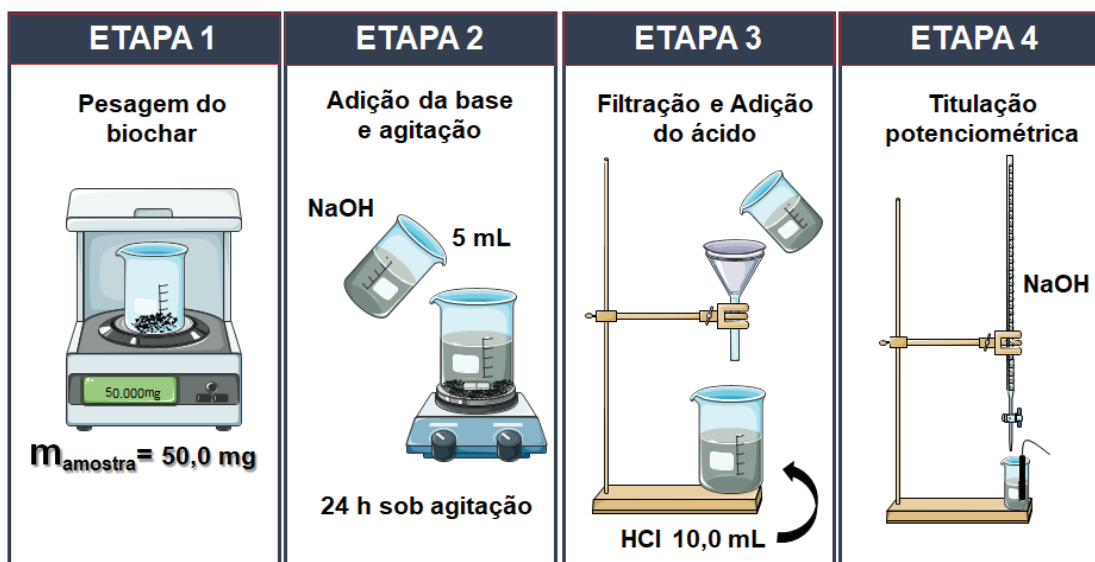 ETAPA 1
Pesagem do
biochar
50.000mg
mamostra= 50,0 mg
ETAPA 2
Adição da base
e agitação
NaOH
5 mL
24 h sob agitação
ETAPA 3
Filtração e Adição
do ácido
HCl 10,0 mL
ETAPA 4
Titulação
potenciométrica
NaOH